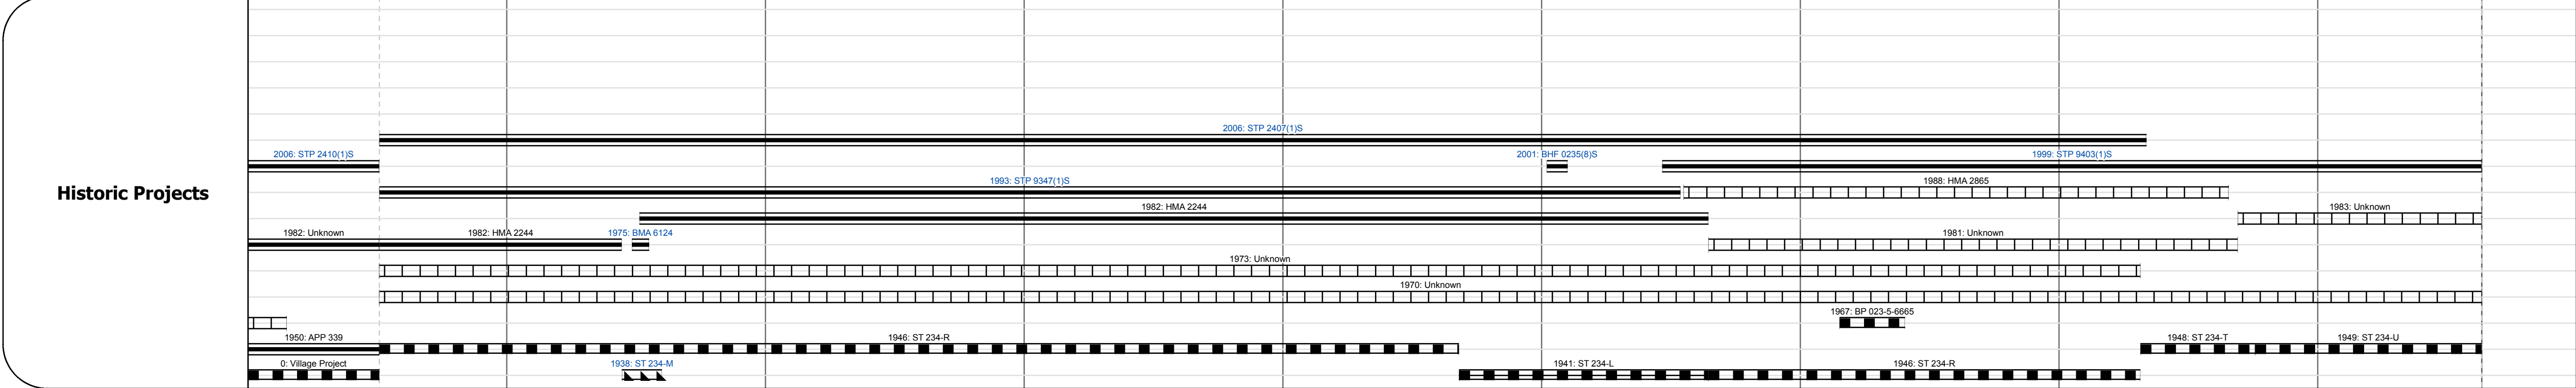 2006: STP 2407(1)S
2006: STP 2410(1)S
2001: BHF 0235(8)S
1999: STP 9403(1)S
Historic Projects
1993: STP 9347(1)S
1988: HMA 2865
1982: HMA 2244
1983: Unknown
1982: Unknown
1982: HMA 2244
1975: BMA 6124
1981: Unknown
1973: Unknown
1970: Unknown
1967: BP 023-5-6665
1950: APP 339
1946: ST 234-R
1948: ST 234-T
1949: ST 234-U
0: Village Project
1938: ST 234-M
1941: ST 234-L
1946: ST 234-R